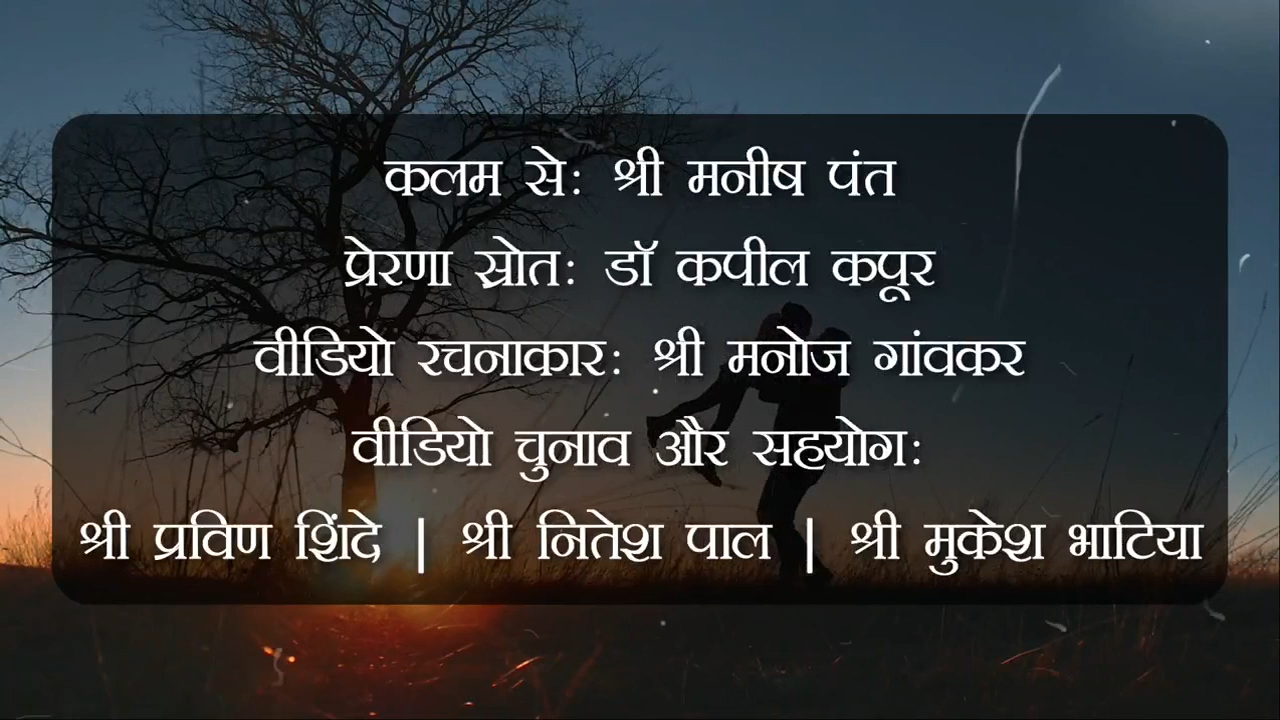 कलम से: श्री मनीष पंत
प्रेरणा स्रोत: डॉ कपील कपूर
वीडियो रचनाकार: श्री मनोज गांवकर
वीडियो चुनाव और सहयोग:
श्री प्रविण शिंदे | श्री नितेश पाल | श्री मुकेश भाटिया